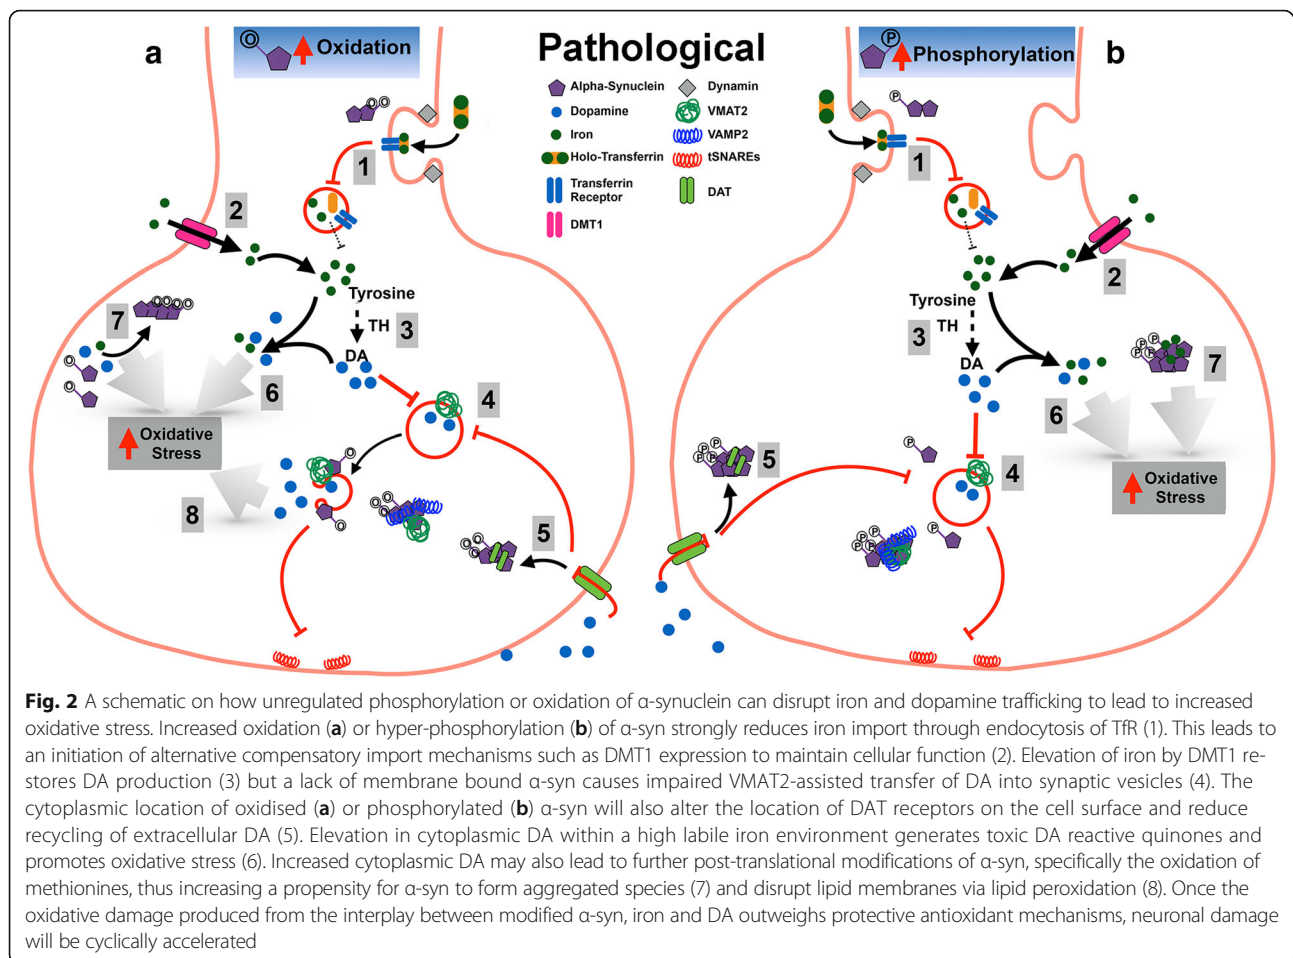 a
Oxidation
O
Pathological
Phosphorylation
P
b
Alpha-Synuclein
Dopamine
Iron
Holo-Transferrin
Transferrin
Receptor
DMT1
Dynamin
VMAT2
VAMP2
tSNAREs
DAT
O O
1
2
Tyrosine
TH
3
DA
7
O O O O O
O
O
6
4
Oxidative
Stress
8
O
O
O O
O O
O O
5
P
1
2
Tyrosine
3
TH
DA
P P
P P
7
6
P
4
P P
P P
5
P
P P
P P
Oxidative
Stress
Fig. 2 A schematic on how unregulated phosphorylation or oxidation of α-synuclein can disrupt iron and dopamine trafficking to lead to increased
oxidative stress. Increased oxidation (a) or hyper-phosphorylation (b) of α-syn strongly reduces iron import through endocytosis of TfR (1). This leads to
an initiation of alternative compensatory import mechanisms such as DMT1 expression to maintain cellular function (2). Elevation of iron by DMT1 re-
stores DA production (3) but a lack of membrane bound α-syn causes impaired VMAT2-assisted transfer of DA into synaptic vesicles (4). The
cytoplasmic location of oxidised (a) or phosphorylated (b) α-syn will also alter the location of DAT receptors on the cell surface and reduce
recycling of extracellular DA (5). Elevation in cytoplasmic DA within a high labile iron environment generates toxic DA reactive quinones and
promotes oxidative stress (6). Increased cytoplasmic DA may also lead to further post-translational modifications of α-syn, specifically the oxidation of
methionines, thus increasing a propensity for α-syn to form aggregated species (7) and disrupt lipid membranes via lipid peroxidation (8). Once the
oxidative damage produced from the interplay between modified α-syn, iron and DA outweighs protective antioxidant mechanisms, neuronal damage
will be cyclically accelerated